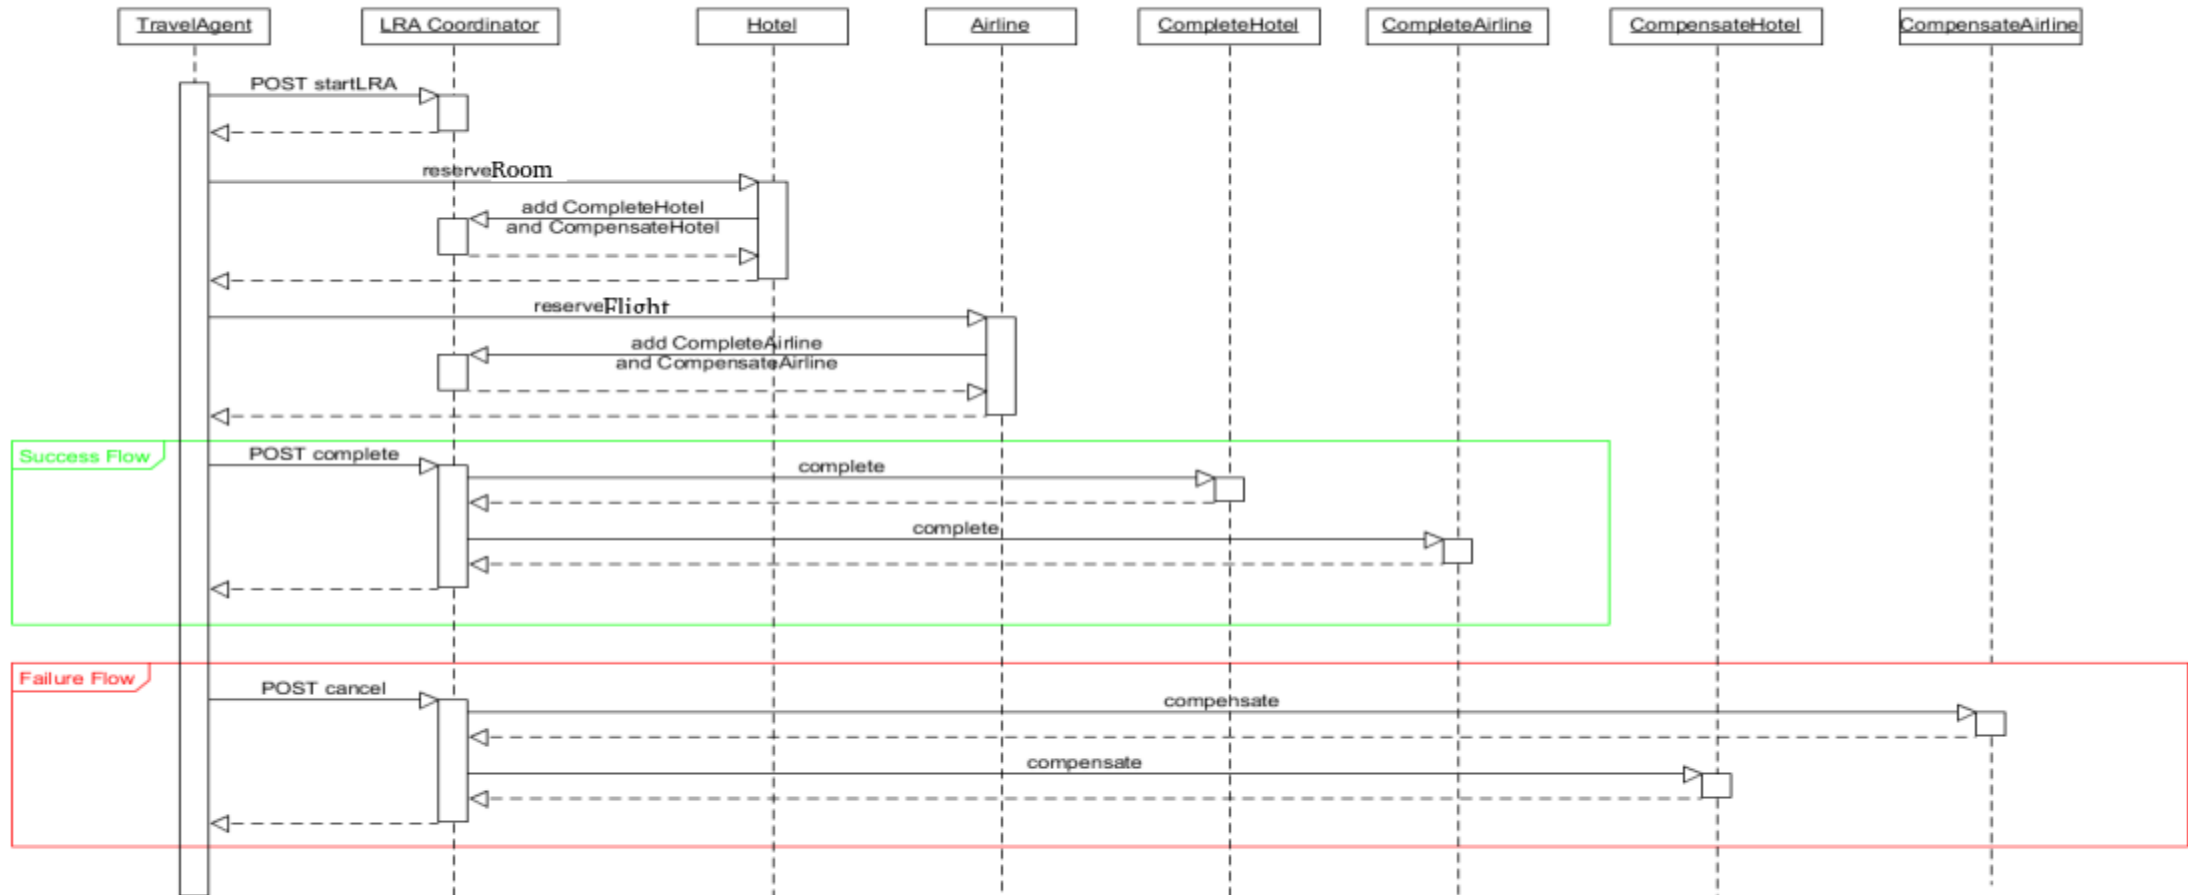 TravelAgent
LRA Coordinator
Hotel
Airline
CompleteHotel
CompleteAirline
CompensateHotel
CompensateAirline
POST startLRA
reserveRoom
add CompleteHotel
and CompensateHotel
reserveFlight
add CompleteAirline
and CompensateAirline
Success Flow
POST complete
complete
complete
Failure Flow
POST cancel
compensate
compensate